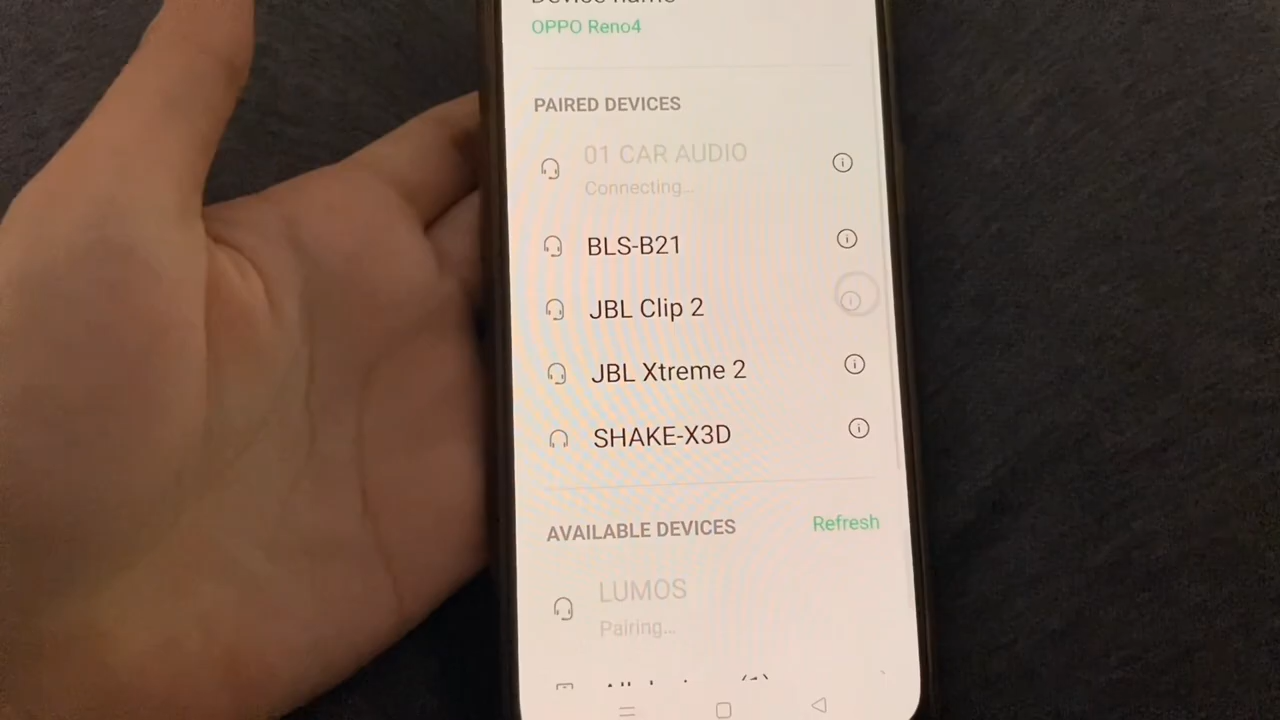 Device name
OPPO Reno4
PAIRED DEVICES
01 CAR AUDIO
Connecting...
BLS-B21
JBL Clip 2
JBL Xtreme 2
SHAKE-X3D
AVAILABLE DEVICES
Refresh
LUMOS
Pairing...